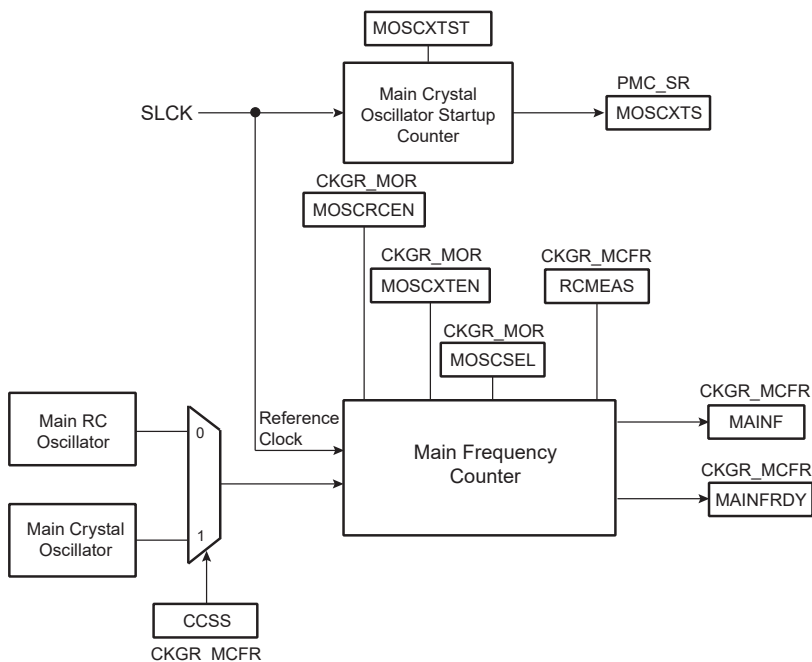 MOSCXTST
Main Crystal
Oscillator Startup
Counter
SLCK
PMC_SR
MOSCXTS
CKGR_MOR
MOSCRCEN
CKGR_MOR
MOSCXTEN
CKGR_MCFR
RCMEAS
CKGR_MOR
MOSCSEL
Main RC
Oscillator
0
Reference
Clock
Main Frequency
Counter
CKGR_MCFR
MAINF
CKGR_MCFR
MAINFRDY
Main Crystal
Oscillator
1
CCSS
CKGR_MCFR